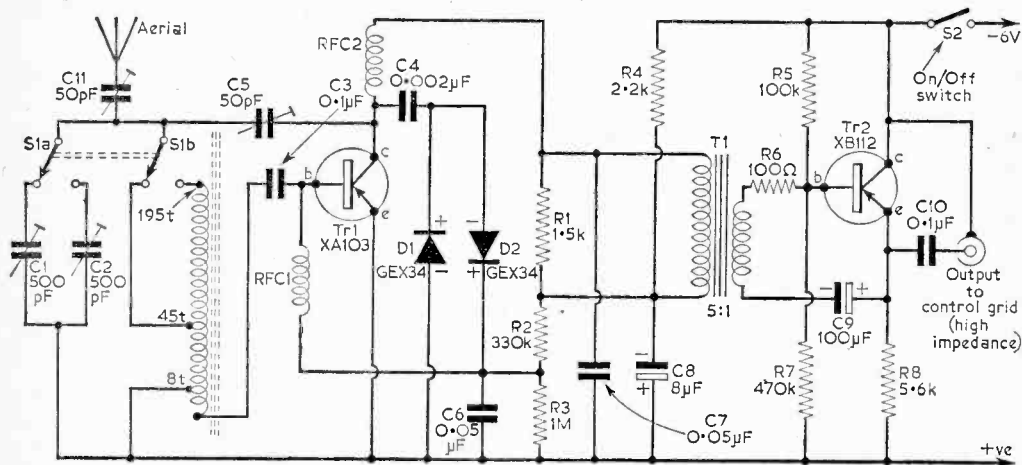 Aerial
C11
50pF
S1a
S1b
C1
500
pF
C2
500
pF
195t
45t
8t
C5
50pF
C3
0·1μF
RFC2
C4
0·002μF
b
c
e
Tr1
XA103
RFC1
D1
GEX34
+
−
D2
GEX34
−
+
C6
0·05
μF
R1
1·5k
R2
330k
R3
1M
R4
2·2k
T1
5:1
C7
0·05μF
−
C8
8μF
+
R5
100k
R6
100Ω
R7
470k
Tr2
XB112
b
c
e
−
+
C9
100μF
R8
5·6k
C10
0·1μF
S2
−6V
On/Off
switch
Output
to
control grid
(high
impedance)
+ve